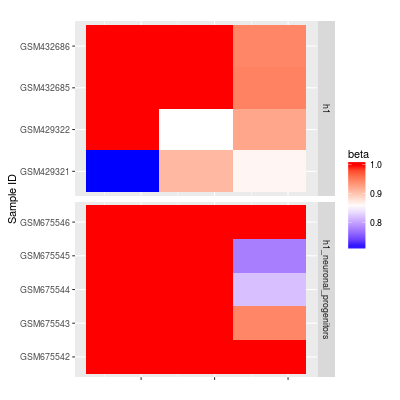 GSM432686
GSM432685
GSM429322
GSM429321
h1
GSM675546
GSM675545
GSM675544
GSM675543
GSM675542
h1_neuronal_progenitors
Sample ID
beta
1.0
0.9
0.8